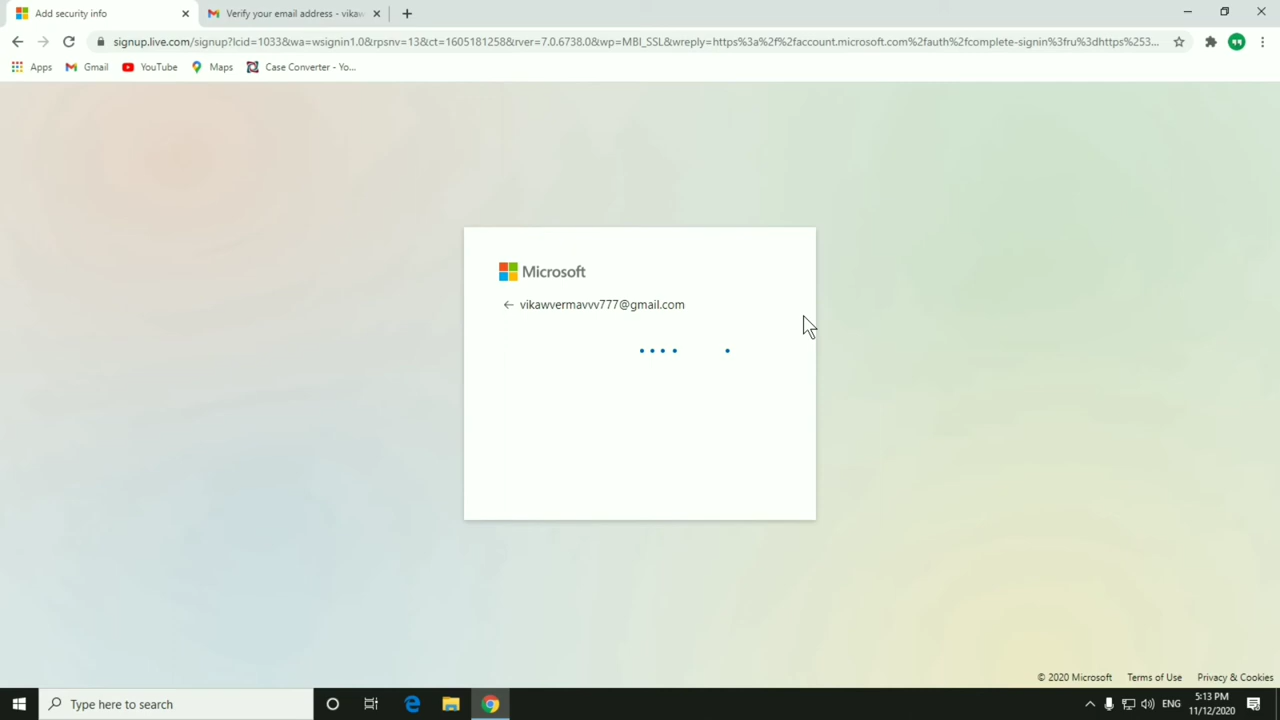 Add security info
Verify your email address - vikaw
signup.live.com/signup?lcid=1033&wa=wsignin1.0&rpsnv=13&ct=1605181258&rver=7.0.6738.0&wp=MBI_SSL&wreply=https%3a%2f%2faccount.microsoft.com%2fauth%2fcomplete-signin%3fru%3dhttps%253...
Apps
Gmail
YouTube
Maps
Case Converter - Yo...
Microsoft
← vikawvermavvv777@gmail.com
© 2020 Microsoft
Terms of Use
Privacy & Cookies
Type here to search
ENG
5:13 PM
11/12/2020